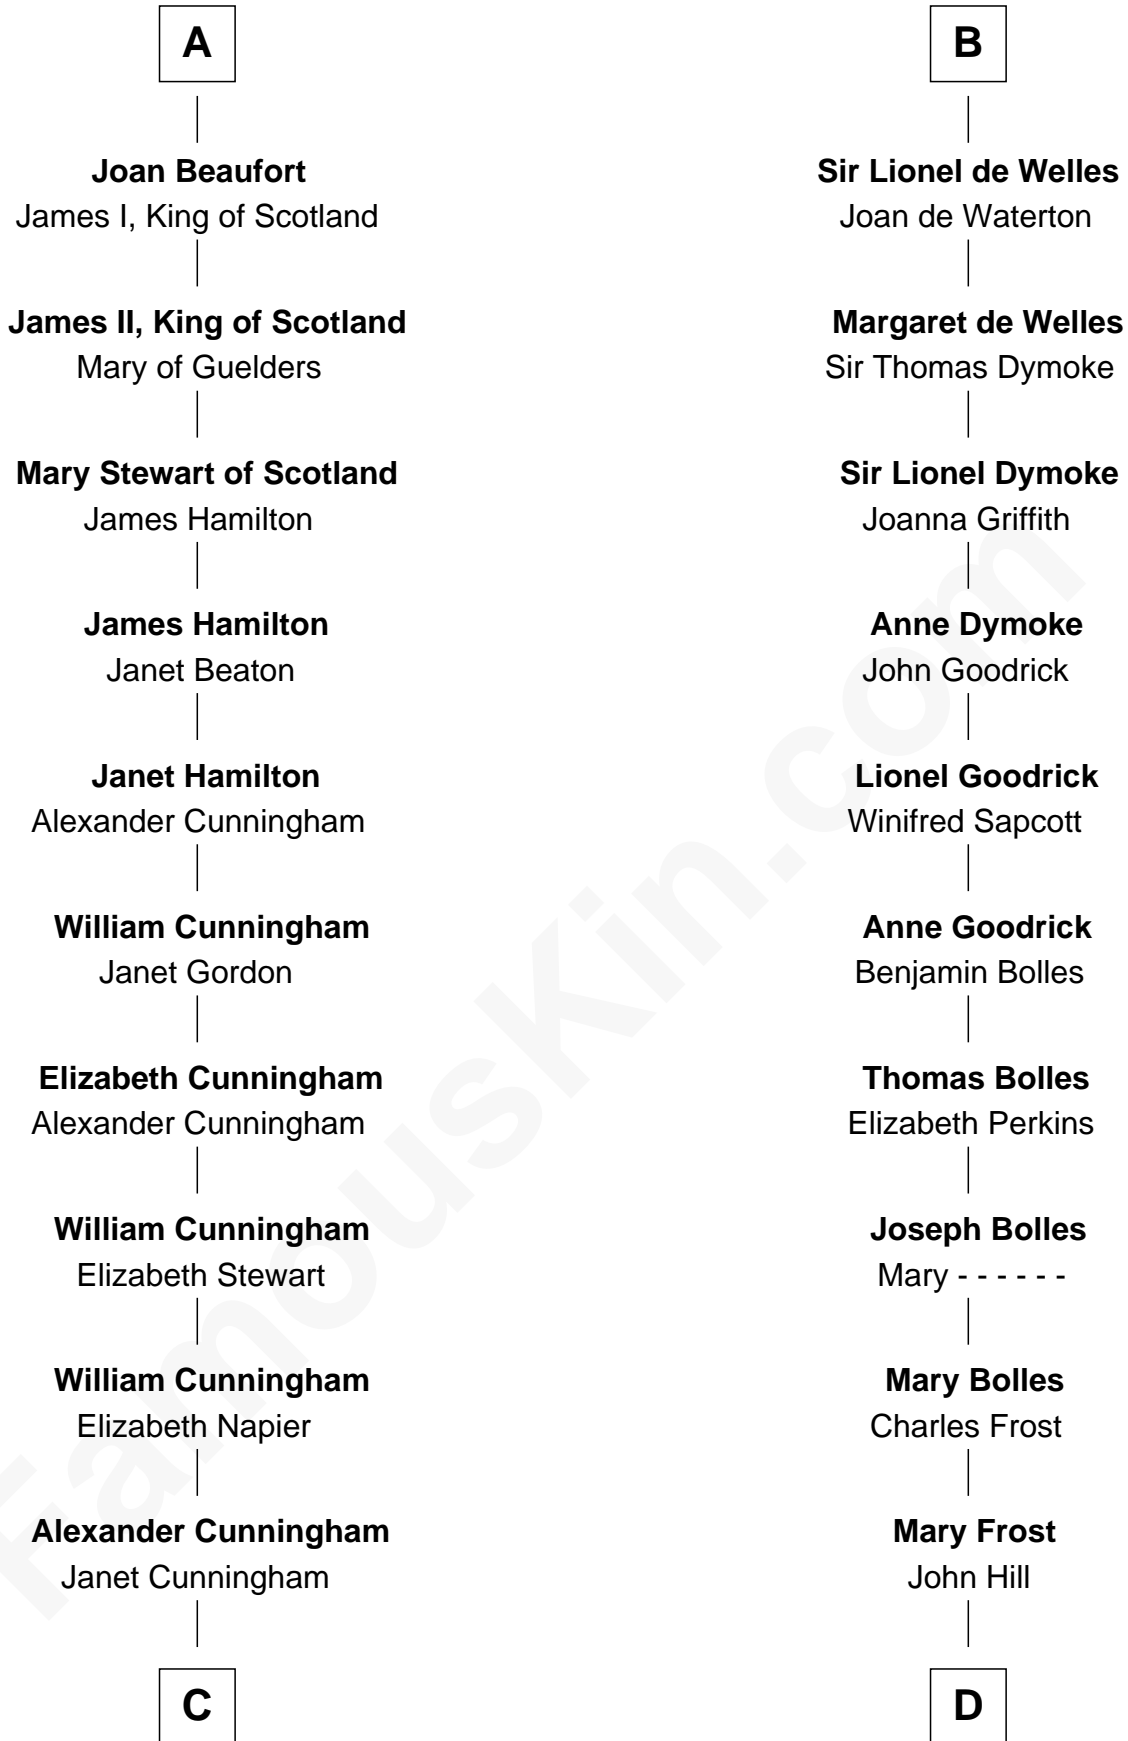 A
Joan Beaufort
James I, King of Scotland
James II, King of Scotland
Mary of Guelders
Mary Stewart of Scotland
James Hamilton
James Hamilton
Janet Beaton
Janet Hamilton
Alexander Cunningham
William Cunningham
Janet Gordon
Elizabeth Cunningham
Alexander Cunningham
William Cunningham
Elizabeth Stewart
William Cunningham
Elizabeth Napier
Alexander Cunningham
Janet Cunningham
C
B
Sir Lionel de Welles
Joan de Waterton
Margaret de Welles
Sir Thomas Dymoke
Sir Lionel Dymoke
Joanna Griffith
Anne Dymoke
John Goodrick
Lionel Goodrick
Winifred Sapcott
Anne Goodrick
Benjamin Bolles
Thomas Bolles
Elizabeth Perkins
Joseph Bolles
Mary - - - - - -
Mary Bolles
Charles Frost
Mary Frost
John Hill
D
FamousKin.com